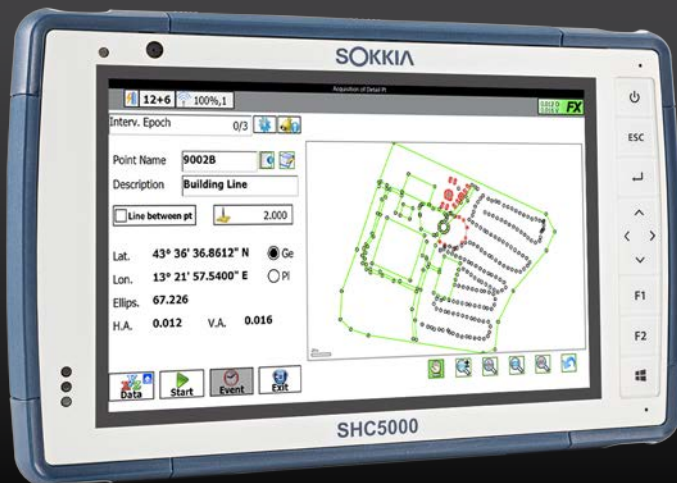 SOKKIA
Acquisition of Detail Pt
12+6 100%,1
FX
Interv. Epoch 0/3
Point Name 9002B
Description Building Line
Line between pt 2.000
Lat. 43° 36' 36.8612" N Ge
Lon. 13° 21' 57.5400" E Pl
Ellips. 67.226
H.A. 0.012 V.A. 0.016
Data Start Event Exit
ESC
F1
F2
SHC5000